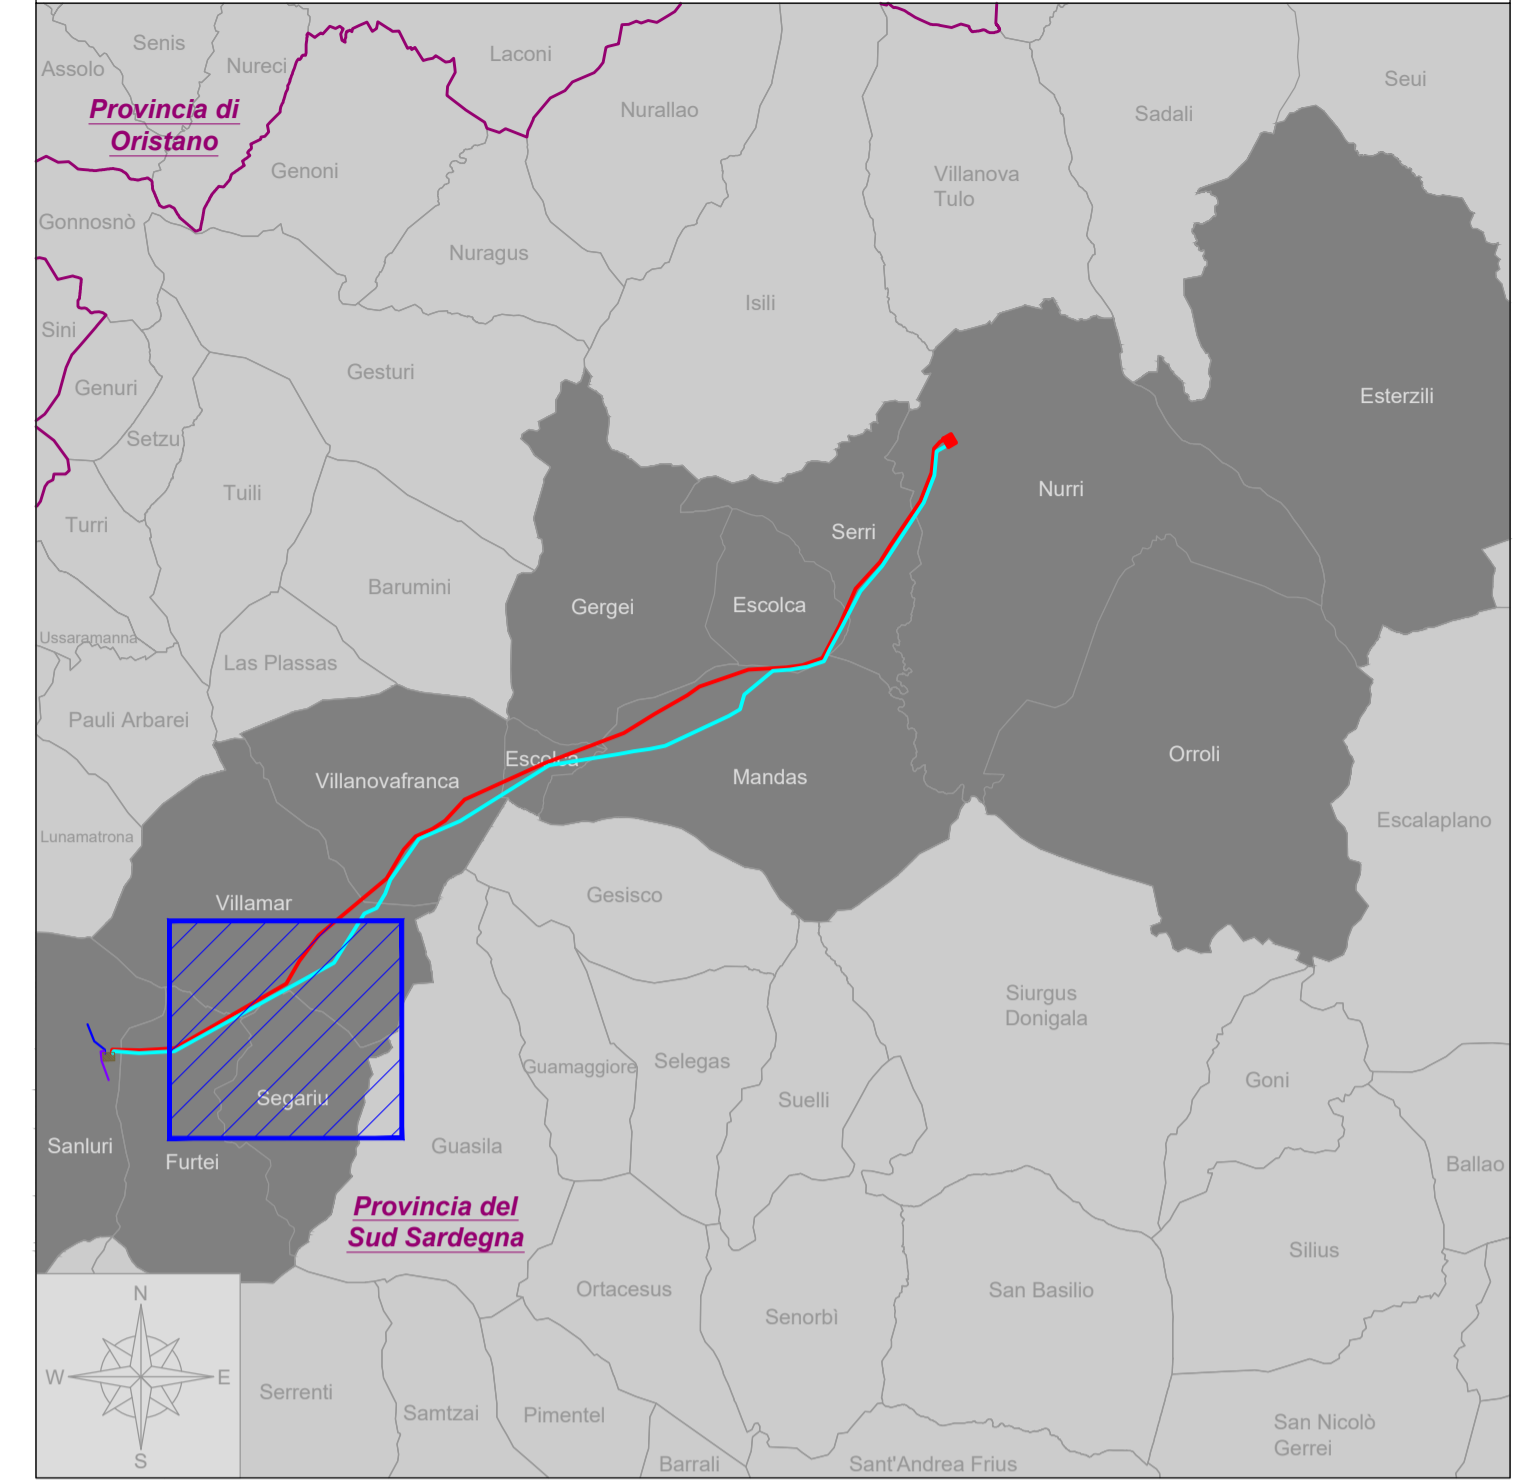 Senis
Laconi
Assolo
Nureci
Seui
Provincia di
Oristano
Nurallao
Sadali
Genoni
Villanova
Tulo
Gonnosnò
Nuragus
Isili
Sini
Gesturi
Genuri
Esterzili
Setzu
Tuili
Nurri
Turri
Serri
Barumini
Gergei
Escolca
Ussaramanna
Las Plassas
Pauli Arbarei
Escolca
Orroli
Villanovafranca
Mandas
Escalaplano
Lunamatrona
Villamar
Gesisco
Siurgus
Donigala
Guamaggiore
Selegas
Goni
Segariu
Suelli
Sanluri
Guasila
Furtei
Ballao
Provincia del
Sud Sardegna
Silius
Ortacesus
San Basilio
Senorbì
N
W
E
S
Serrenti
Samtzai
Pimentel
San Nicolò
Gerrei
Barrali
Sant'Andrea Frius